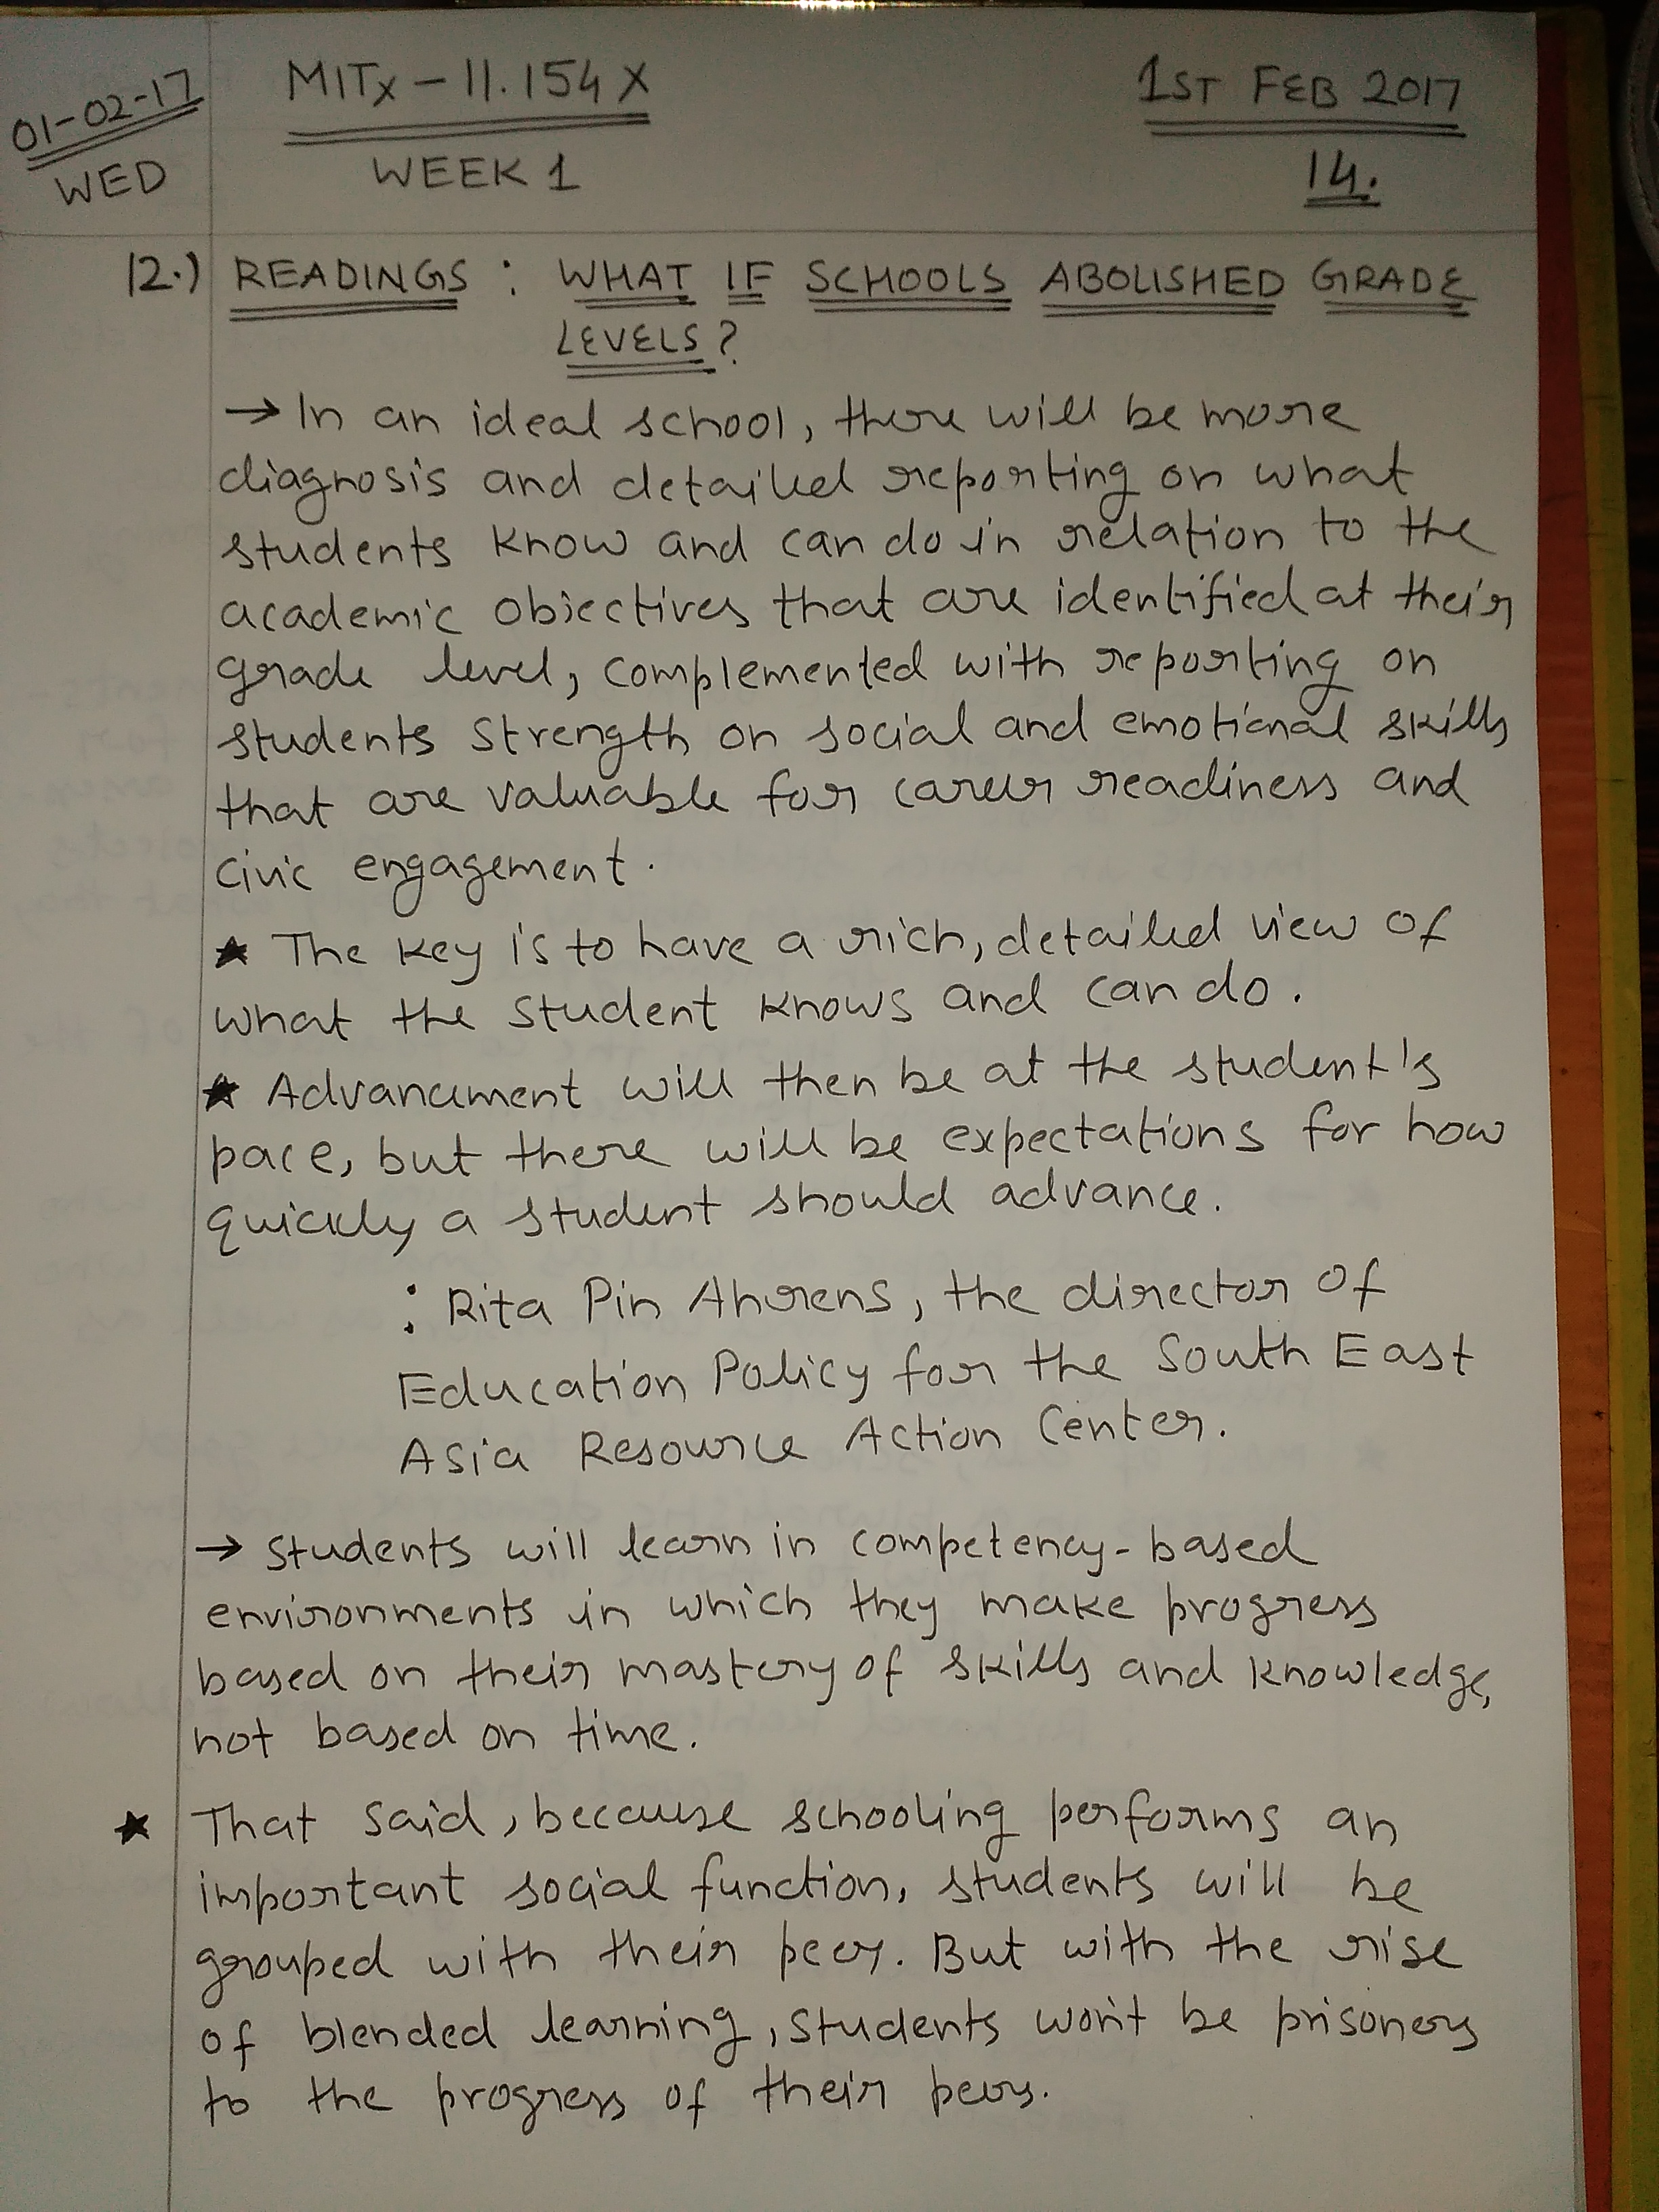 01-02-17 MITx - 11.154X 1ST FEB 2017
WED WEEK 1 14.
12.) READINGS : WHAT IF SCHOOLS ABOLISHED GRADE
LEVELS?
→ In an ideal school, there will be more
diagnosis and detailed reporting on what
students know and can do in relation to the
academic objectives that are identified at their
grade level, complemented with reporting on
students strength on social and emotional skills
that are valuable for career readiness and
civic engagement.
★ The key is to have a rich, detailed view of
what the student knows and can do.
★ Advancement will then be at the student's
pace, but there will be expectations for how
quickly a student should advance.
: Rita Pin Ahrens, the director of
Education Policy for the South East
Asia Resource Action Center.
→ Students will learn in competency-based
environments in which they make progress
based on their mastery of skills and knowledge,
not based on time.
★ That said, because schooling performs an
important social function, students will be
grouped with their peers. But with the rise
of blended learning, students won't be prisoners
to the progress of their peers.